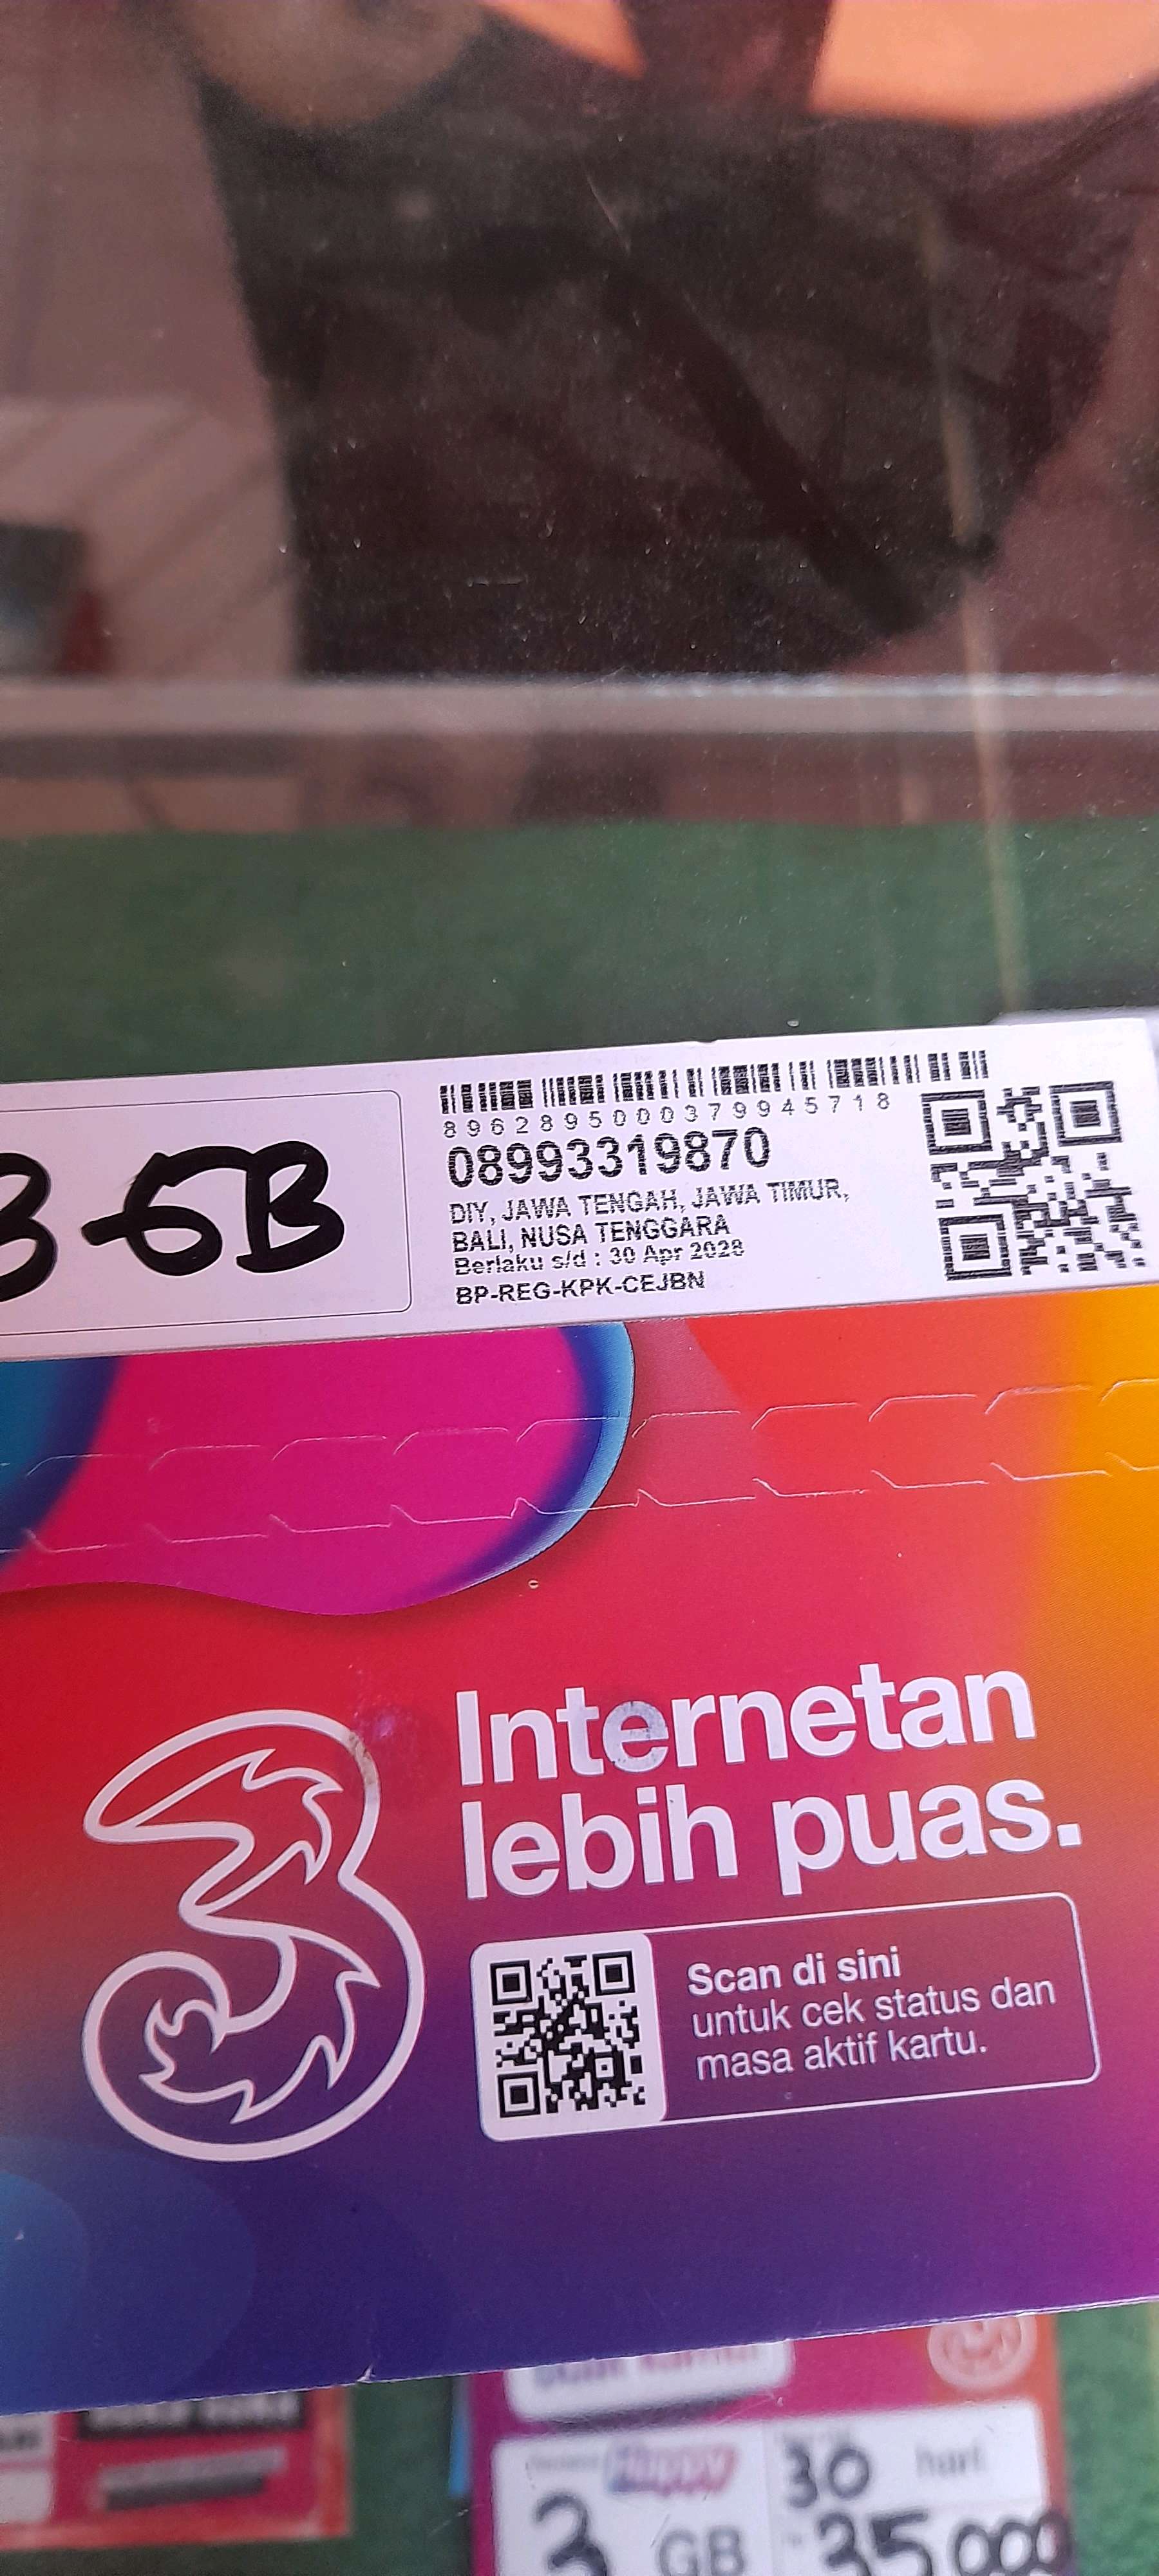 3 GB
8962895000379945718
08993319870
DIY, JAWA TENGAH, JAWA TIMUR,
BALI, NUSA TENGGARA
Berlaku s/d : 30 Apr 2028
BP-REG-KPK-CEJBN
Internetan
lebih puas.
Scan di sini
untuk cek status dan
masa aktif kartu.
Happy
30 hari
3 GB
35.000